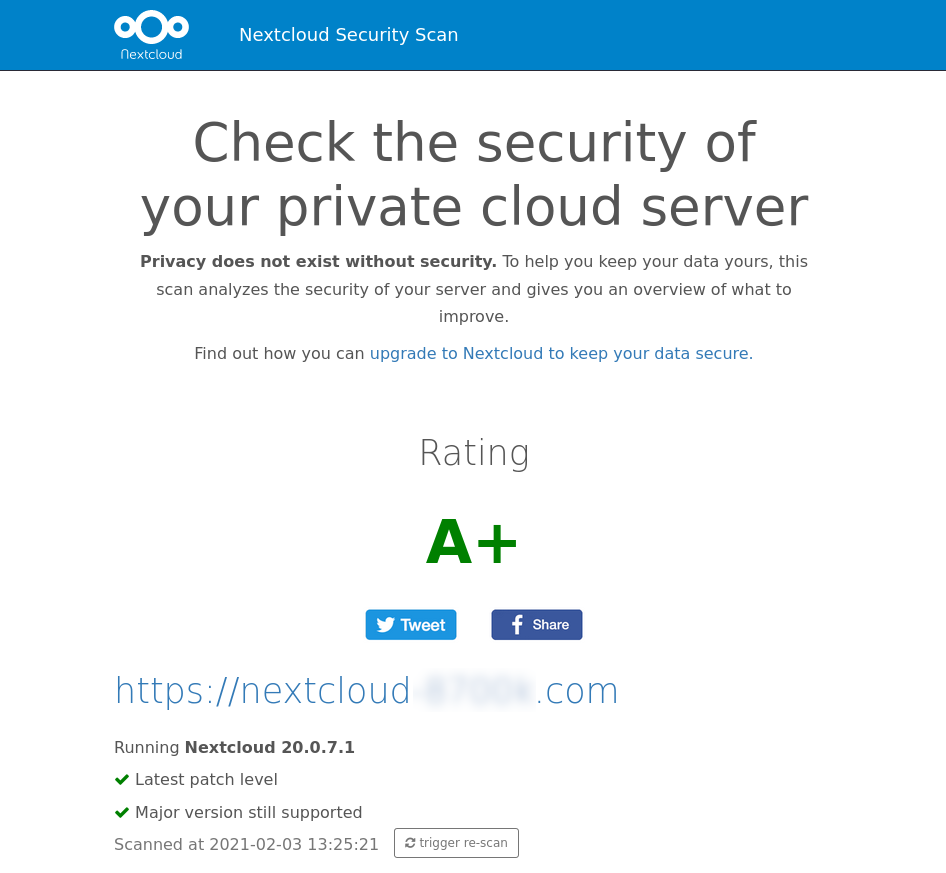 Nextcloud
Nextcloud Security Scan
Check the security of
your private cloud server
Privacy does not exist without security. To help you keep your data yours, this
scan analyzes the security of your server and gives you an overview of what to
improve.
Find out how you can upgrade to Nextcloud to keep your data secure.
Rating
A+
Tweet
Share
https://nextcloud .com
Running Nextcloud 20.0.7.1
Latest patch level
Major version still supported
Scanned at 2021-02-03 13:25:21
trigger re-scan